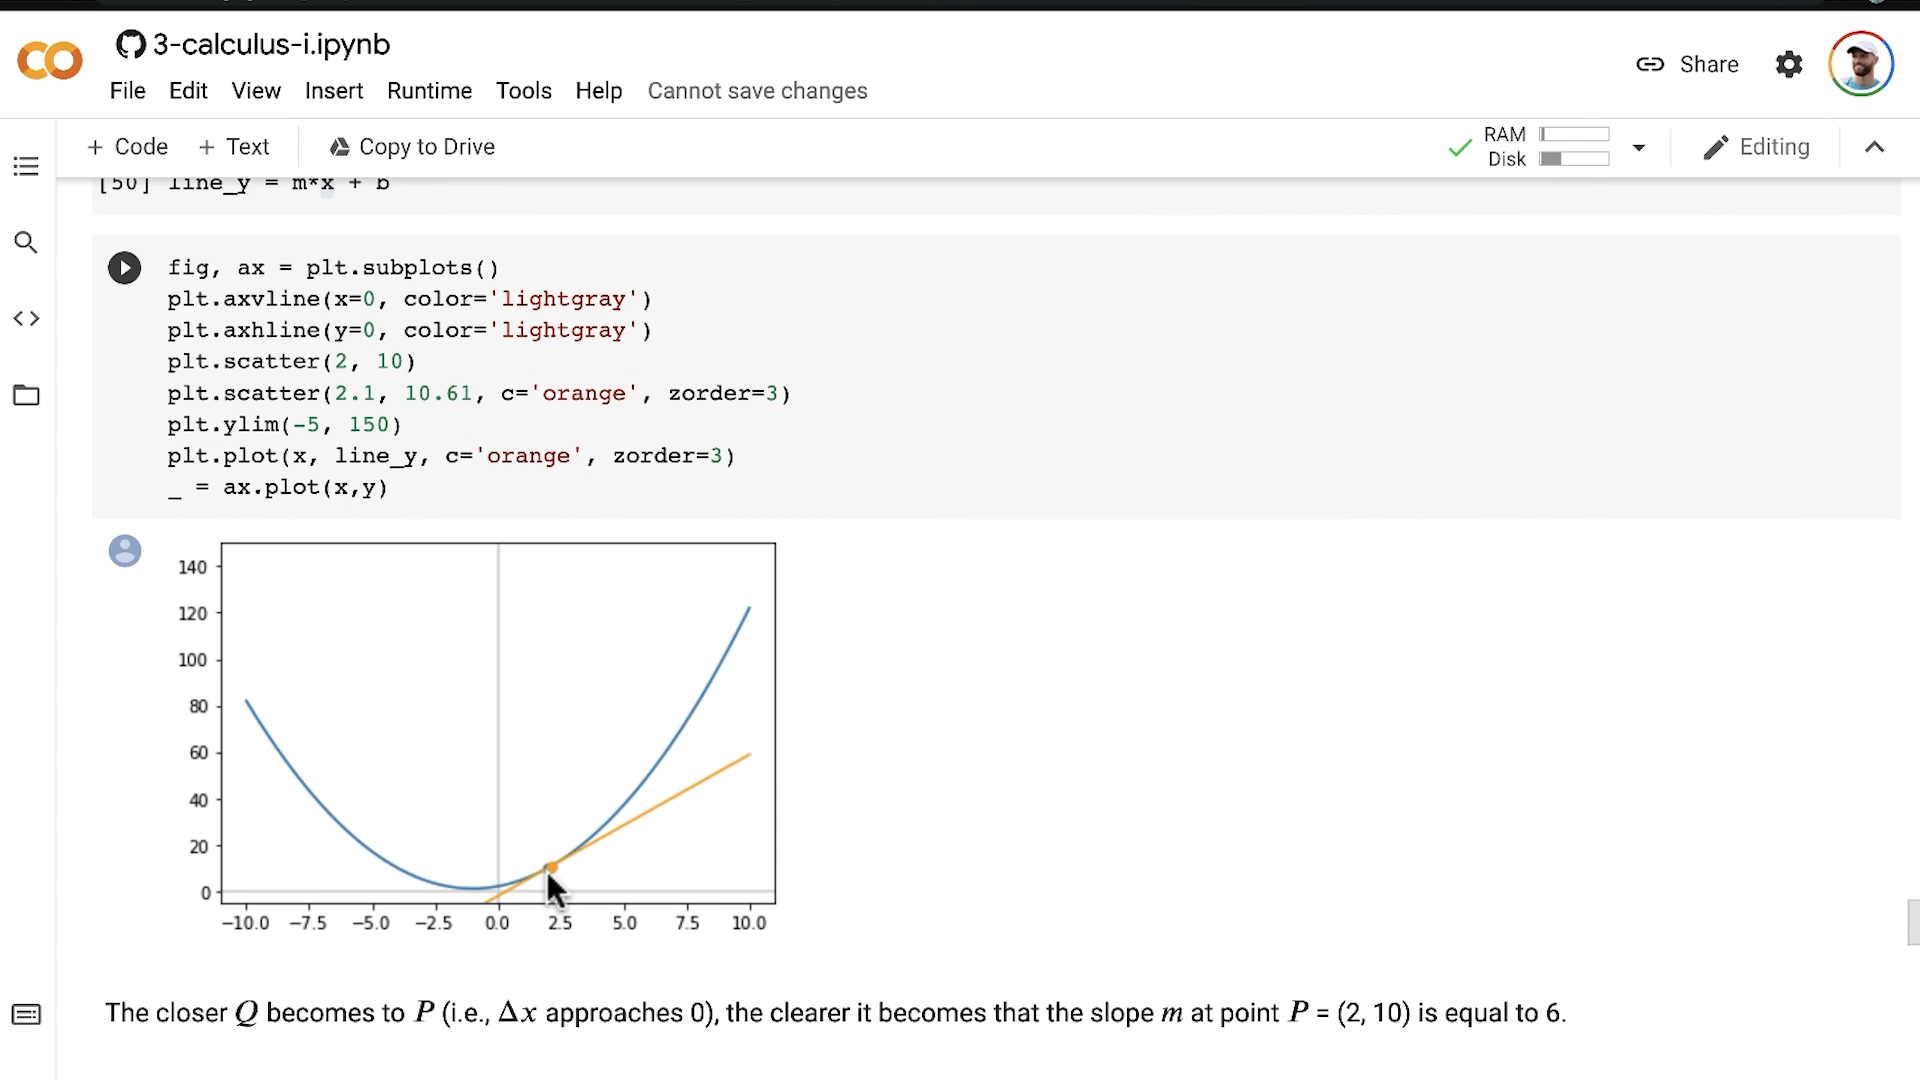 3-calculus-i.ipynb
File Edit View Insert Runtime Tools Help Cannot save changes
Share
+ Code + Text Copy to Drive
RAM
Disk
Editing
[50] line_y = m*x + b
fig, ax = plt.subplots()
plt.axvline(x=0, color='lightgray')
plt.axhline(y=0, color='lightgray')
plt.scatter(2, 10)
plt.scatter(2.1, 10.61, c='orange', zorder=3)
plt.ylim(-5, 150)
plt.plot(x, line_y, c='orange', zorder=3)
_ = ax.plot(x,y)
140
120
100
80
60
40
20
0
−10.0 −7.5 −5.0 −2.5 0.0 2.5 5.0 7.5 10.0
The closer Q becomes to P (i.e., Δx approaches 0), the clearer it becomes that the slope m at point P = (2, 10) is equal to 6.